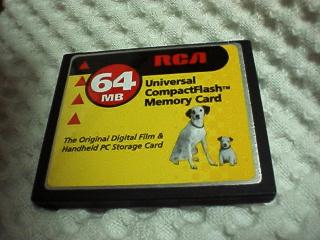 RCA
64
MB
Universal
CompactFlash™
Memory Card
The Original Digital Film &
Handheld PC Storage Card